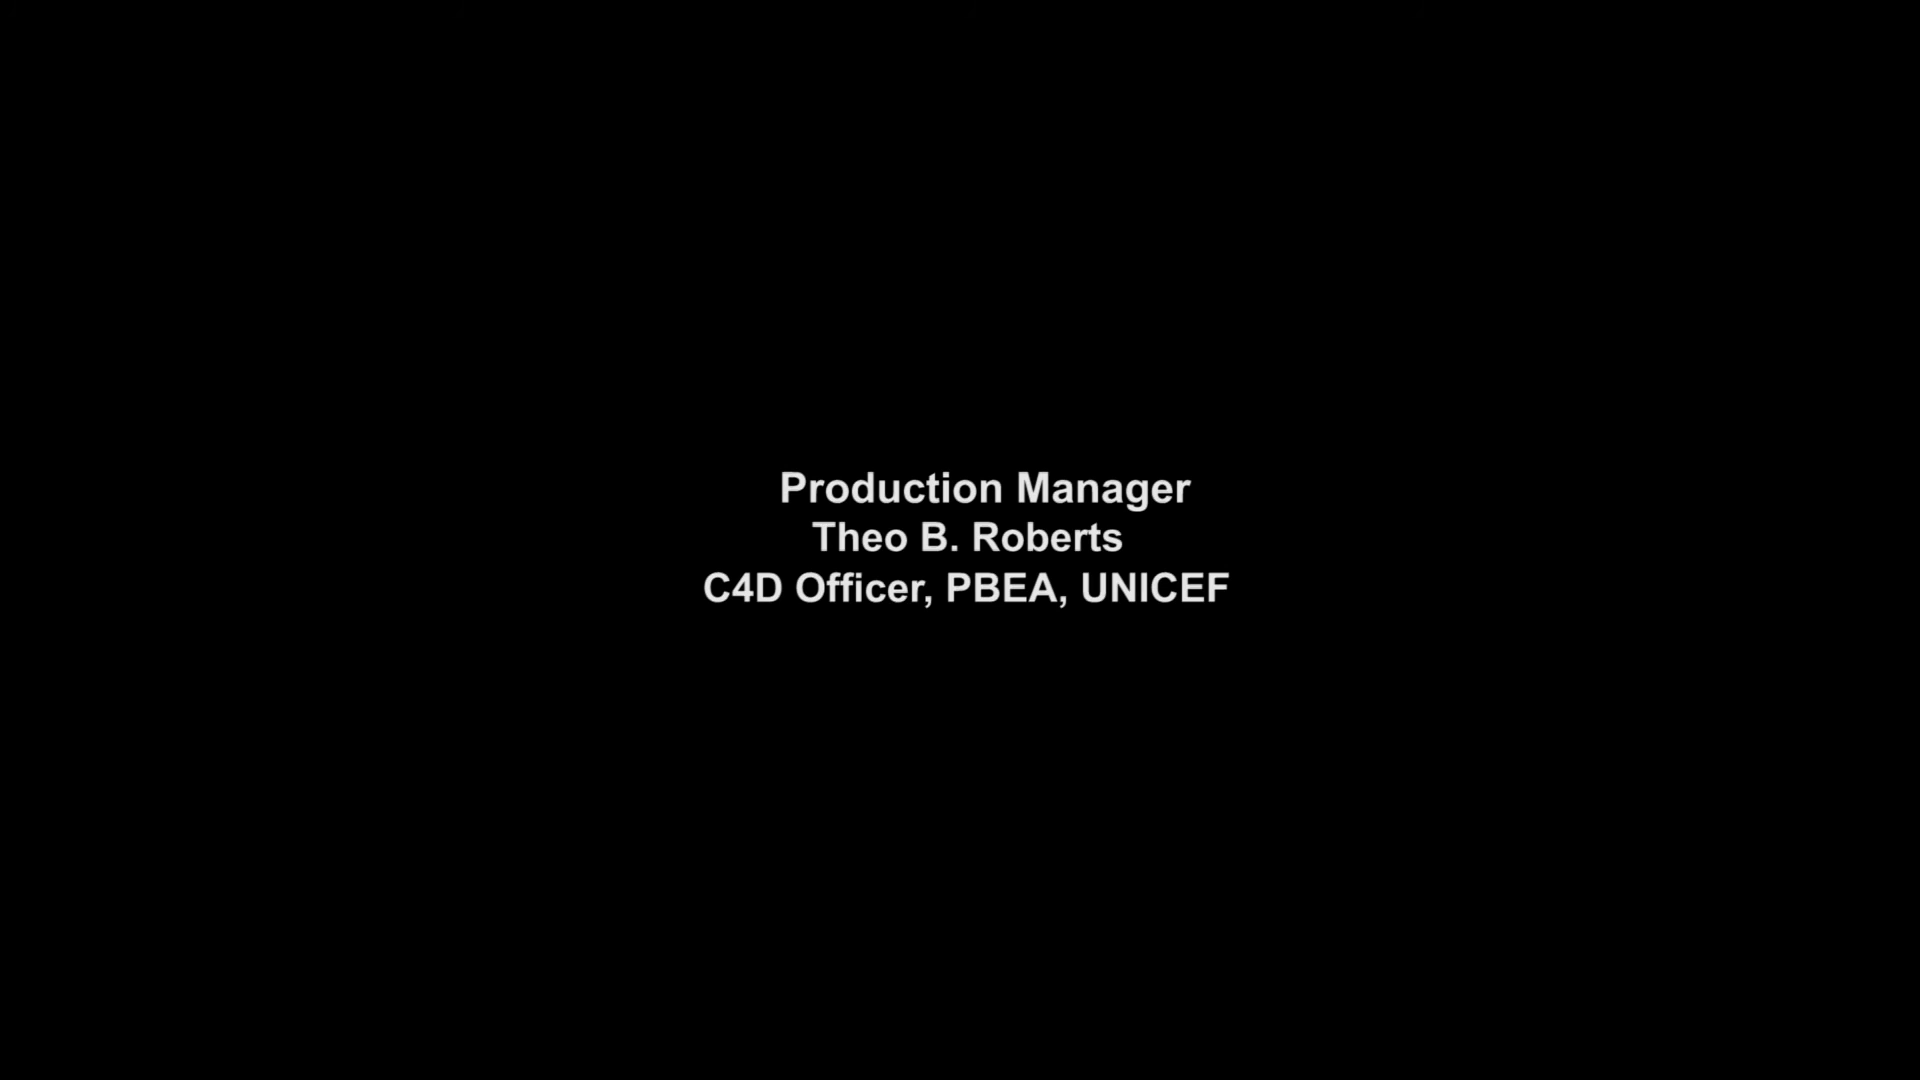 Production Manager
Theo B. Roberts
C4D Officer, PBEA, UNICEF